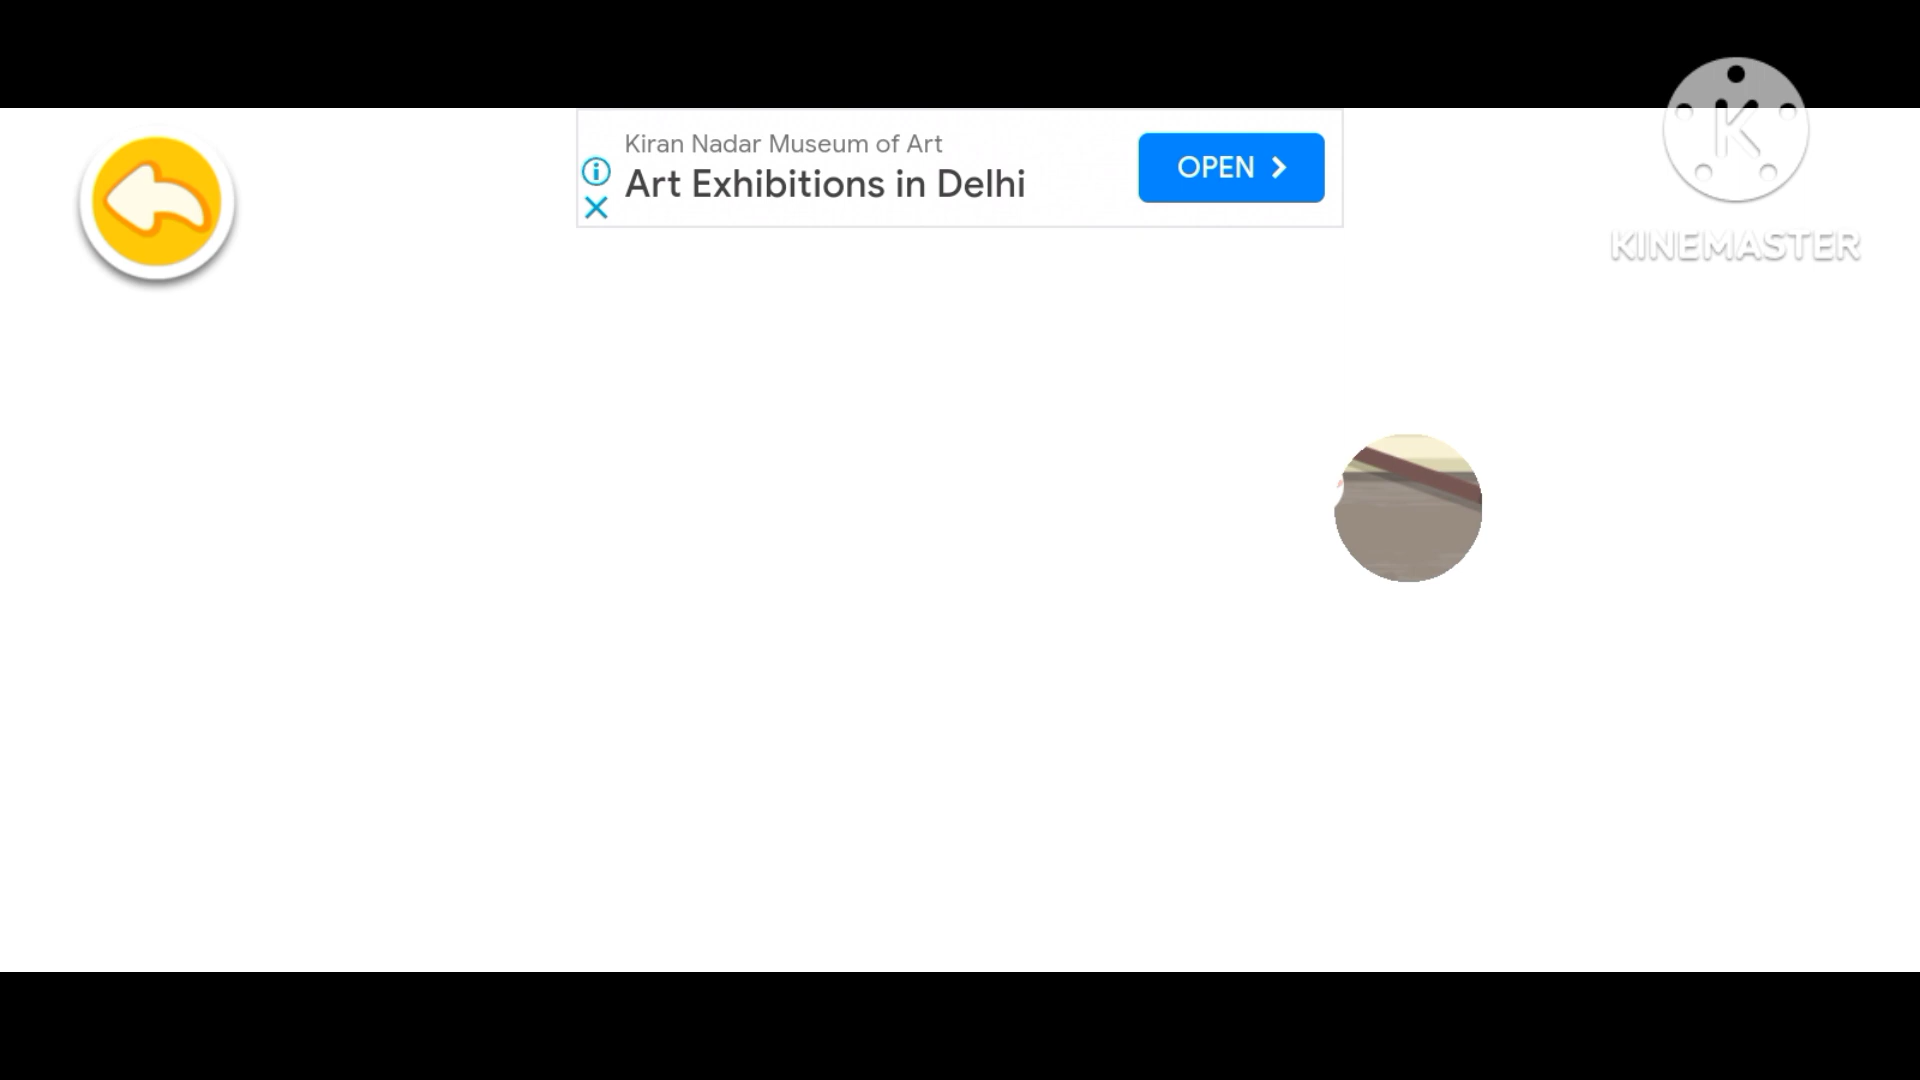 Kiran Nadar Museum of Art
Art Exhibitions in Delhi
OPEN
K
KINEMASTER